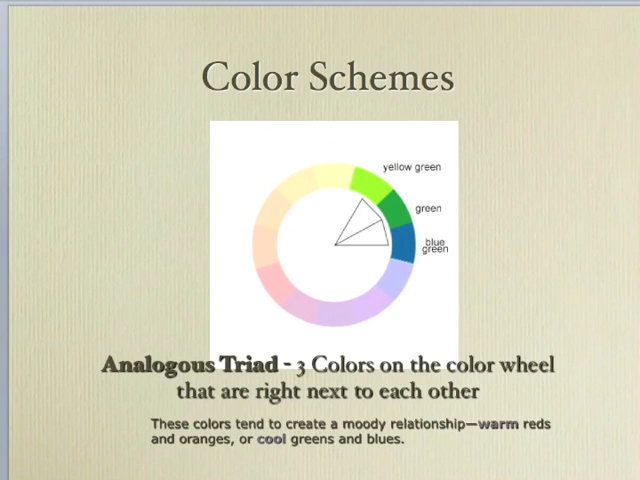 Color Schemes
yellow green
green
blue
green
Analogous Triad - 3 Colors on the color wheel
that are right next to each other
These colors tend to create a moody relationship—warm reds
and oranges, or cool greens and blues.